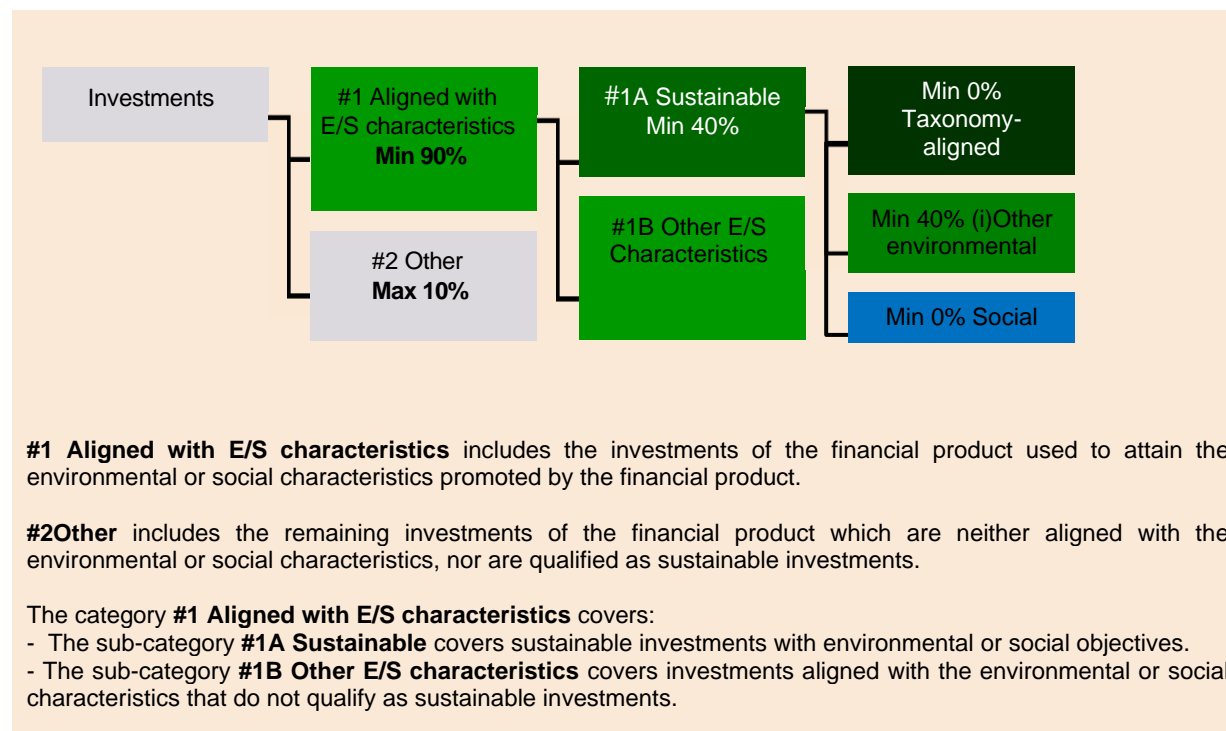 Investments
#1 Aligned with
E/S characteristics
Min 90%
#2 Other
Max 10%
#1A Sustainable
Min 40%
#1B Other E/S
Characteristics
Min 0%
Taxonomy-
aligned
Min 40% (i)Other
environmental
Min 0% Social
#1 Aligned with E/S characteristics includes the investments of the financial product used to attain the
environmental or social characteristics promoted by the financial product.
#2Other includes the remaining investments of the financial product which are neither aligned with the
environmental or social characteristics, nor are qualified as sustainable investments.
The category #1 Aligned with E/S characteristics covers:
- The sub-category #1A Sustainable covers sustainable investments with environmental or social objectives.
- The sub-category #1B Other E/S characteristics covers investments aligned with the environmental or social
characteristics that do not qualify as sustainable investments.